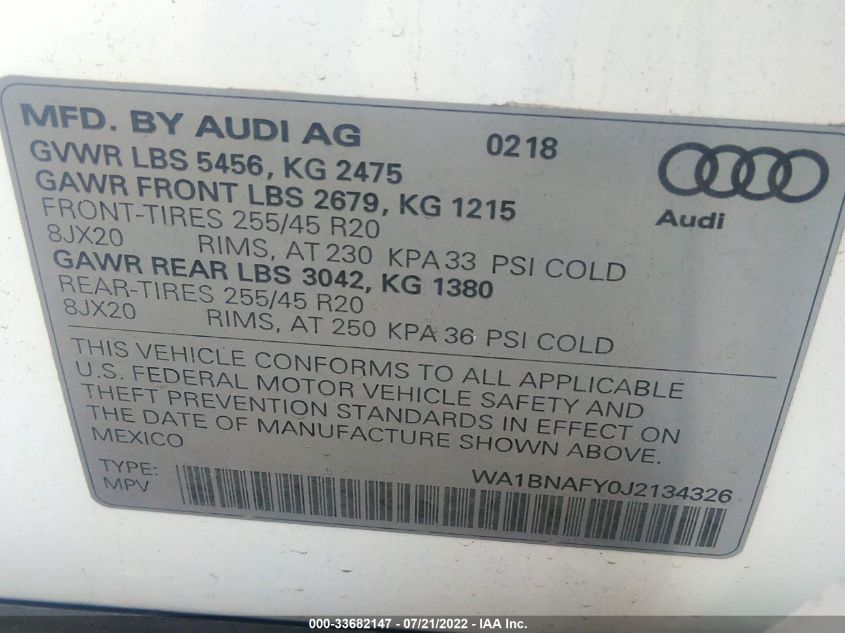 MFD. BY AUDI AG 0218
GVWR LBS 5456, KG 2475
GAWR FRONT LBS 2679, KG 1215
FRONT-TIRES 255/45 R20
8JX20 RIMS, AT 230 KPA 33 PSI COLD
GAWR REAR LBS 3042, KG 1380
REAR-TIRES 255/45 R20
8JX20 RIMS, AT 250 KPA 36 PSI COLD
Audi
THIS VEHICLE CONFORMS TO ALL APPLICABLE
U.S. FEDERAL MOTOR VEHICLE SAFETY AND
THEFT PREVENTION STANDARDS IN EFFECT ON
THE DATE OF MANUFACTURE SHOWN ABOVE.
MEXICO
TYPE: WA1BNAFY0J2134326
MPV
000-33682147 - 07/21/2022 - IAA Inc.